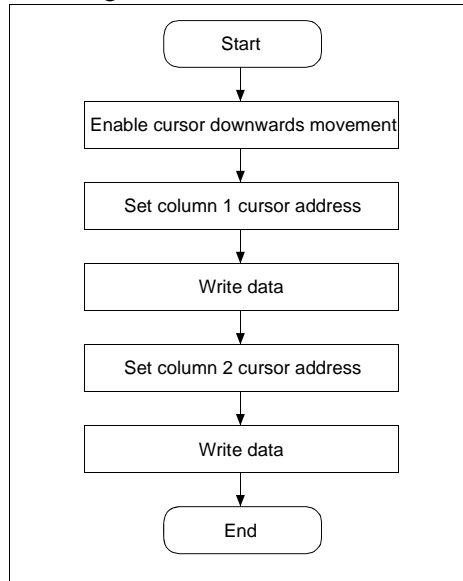 Start
Enable cursor downwards movement
Set column 1 cursor address
Write data
Set column 2 cursor address
Write data
End